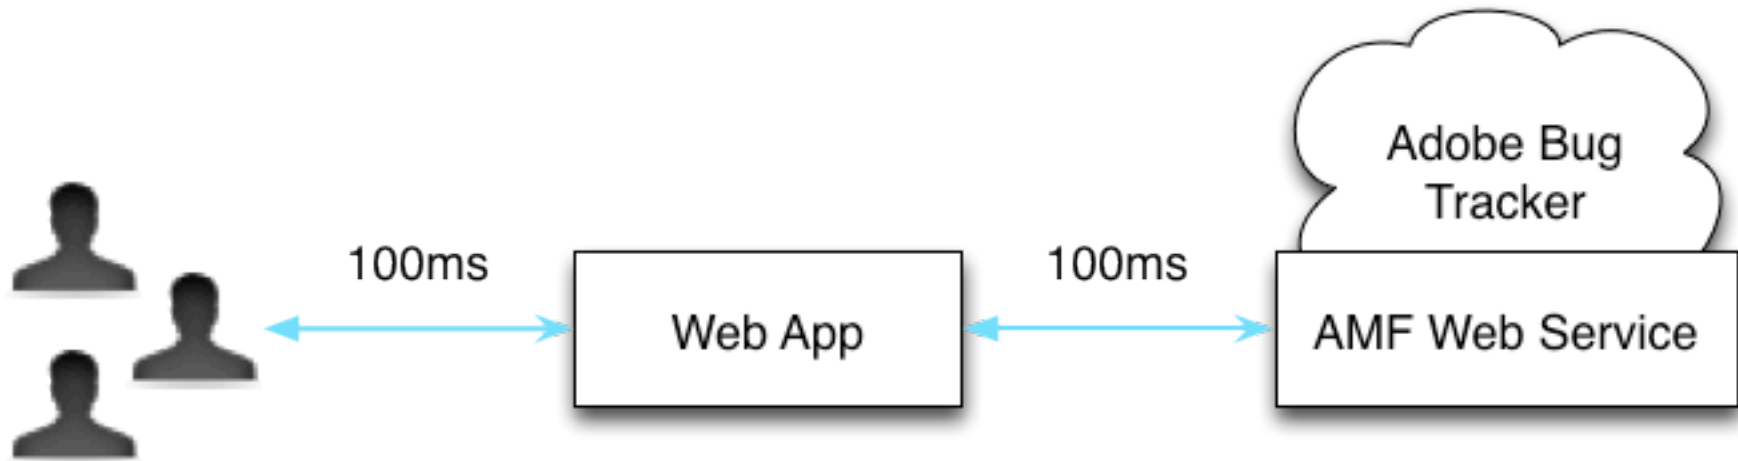 Adobe Bug
Tracker
100ms
100ms
Web App
AMF Web Service